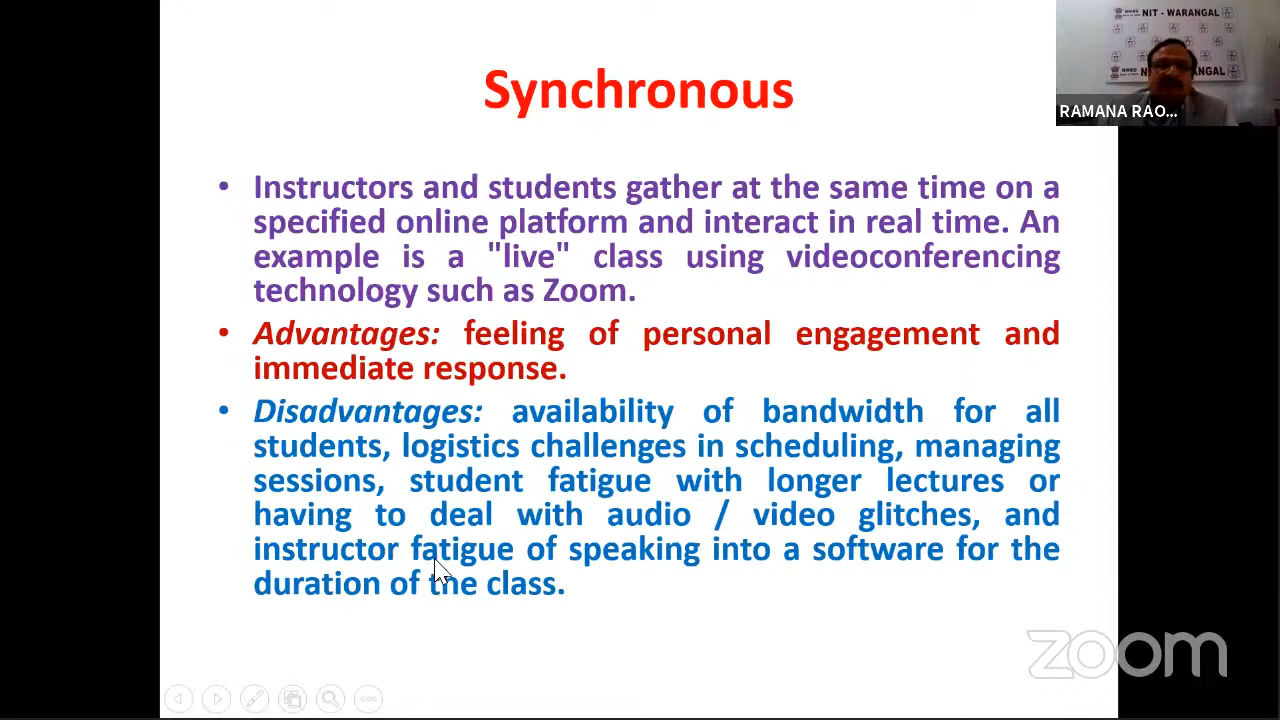 Synchronous
• Instructors and students gather at the same time on a
specified online platform and interact in real time. An
example is a "live" class using videoconferencing
technology such as Zoom.
• Advantages: feeling of personal engagement and
immediate response.
• Disadvantages: availability of bandwidth for all
students, logistics challenges in scheduling, managing
sessions, student fatigue with longer lectures or
having to deal with audio / video glitches, and
instructor fatigue of speaking into a software for the
duration of the class.
NIT - WARANGAL
RAMANA RAO...
zoom